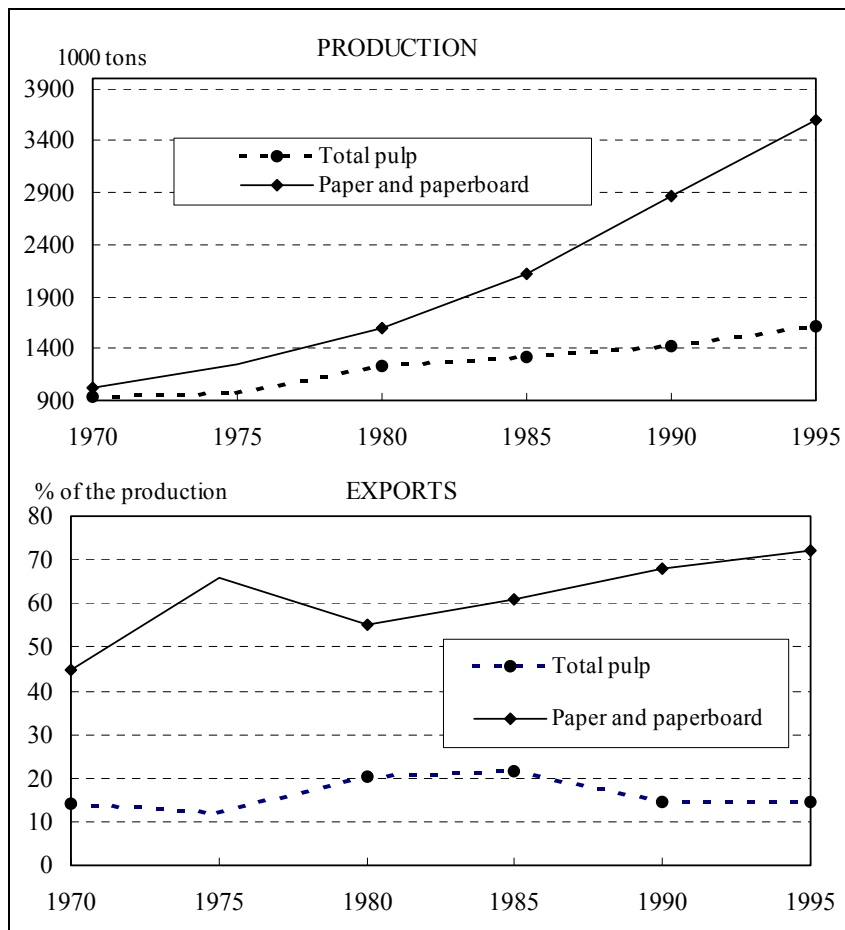 PRODUCTION
1000 tons
3900
3400
2900
2400
1900
1400
900
Total pulp
Paper and paperboard
1970 1975 1980 1985 1990 1995
% of the production EXPORTS
80
70
60
50
40
30
20
10
0
Total pulp
Paper and paperboard
1970 1975 1980 1985 1990 1995